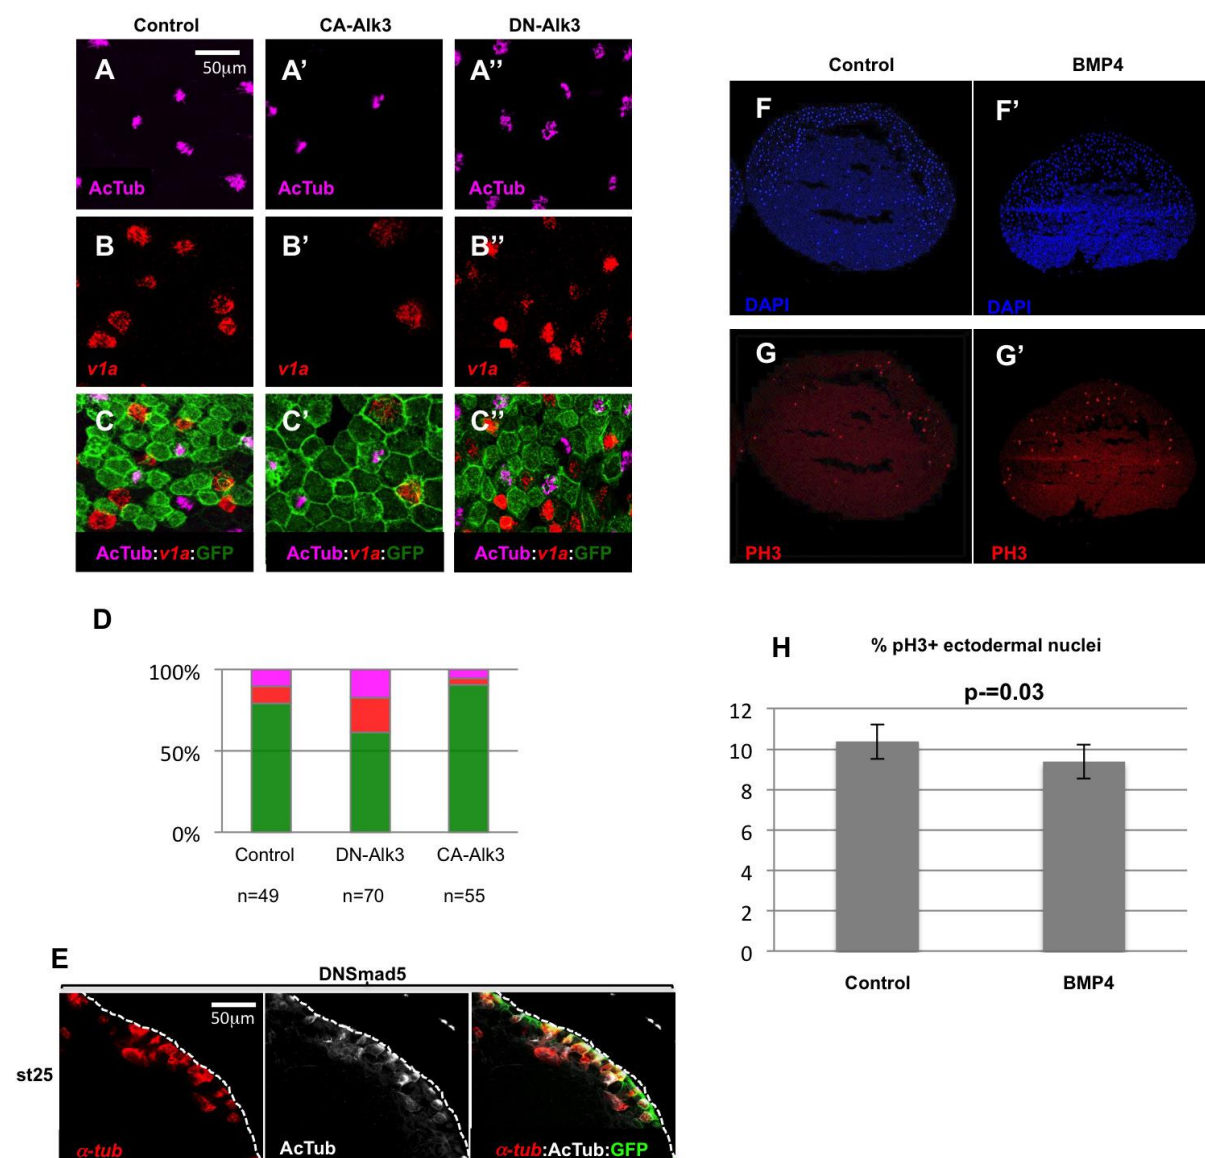 Control CA-Alk3 DN-Alk3
A 50µm A’ A’’
AcTub AcTub
B B’ B’’
v1a v1a v1a
C C’ C’’
AcTub:v1a:GFP AcTub:v1a:GFP AcTub:v1a:GFP
D
100%
50%
0%
Control DN-Alk3 CA-Alk3
n=49 n=70 n=55
E
DNSmad5
50µm
st25
α-tub AcTub α-tub:AcTub:GFP
Control BMP4
F F’
DAPI DAPI
G G’
PH3 PH3
H % pH3+ ectodermal nuclei
p-=0.03
12
10
8
6
4
2
0
Control BMP4